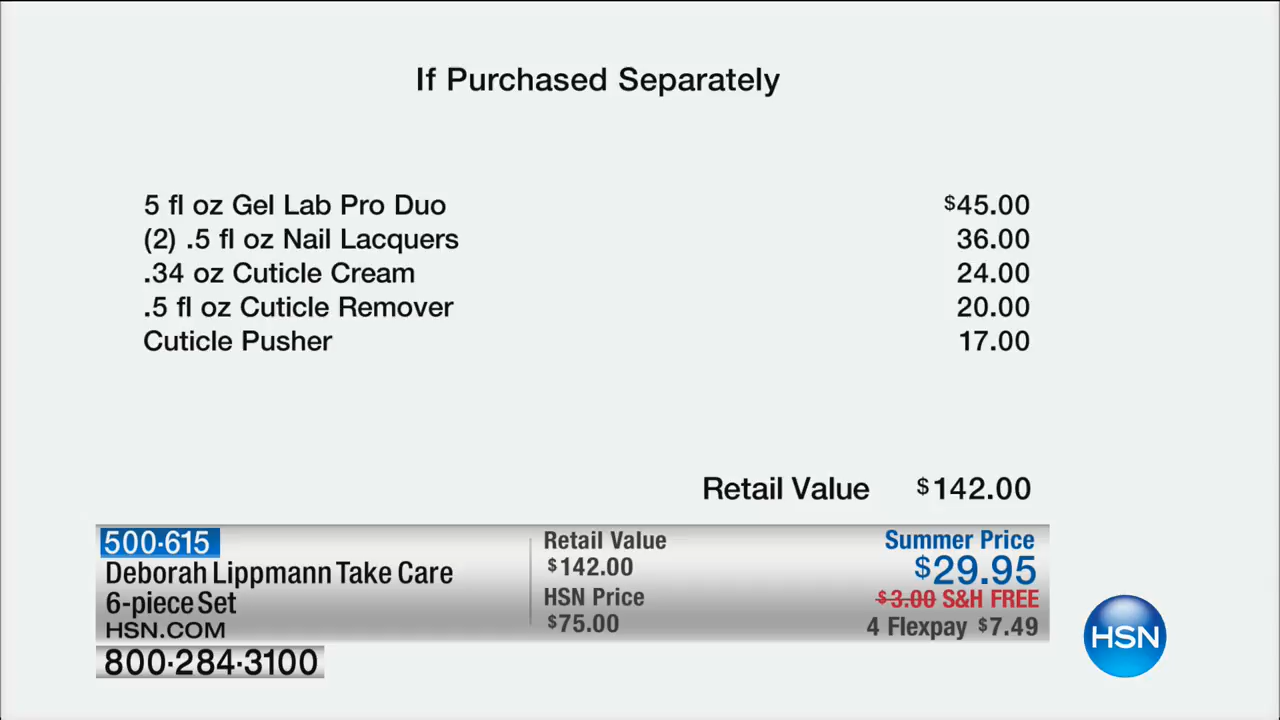 If Purchased Separately
5 fl oz Gel Lab Pro Duo $45.00
(2) .5 fl oz Nail Lacquers 36.00
.34 oz Cuticle Cream 24.00
.5 fl oz Cuticle Remover 20.00
Cuticle Pusher 17.00
Retail Value $142.00
500·615
Deborah Lippmann Take Care
6-piece Set
HSN.COM
800·284·3100
Retail Value
$142.00
HSN Price
$75.00
Summer Price
$29.95
$3.00 S&H FREE
4 Flexpay $7.49
HSN